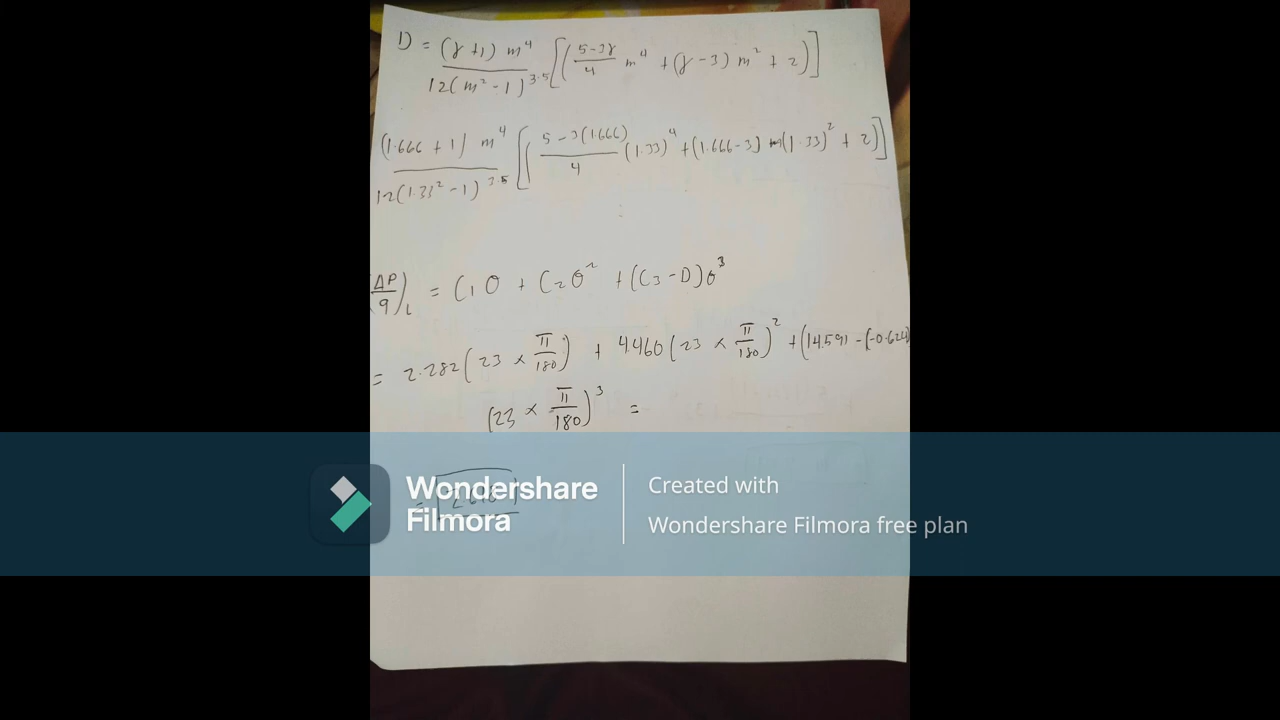 D = (γ+1) m⁴ / 12(m² - 1)^3.5 [(5-3γ / 4 m⁴ + (γ-3) m² + 2)]
(1.666 + 1) m⁴ / 12(1.33² - 1)^3.5 [(5-3(1.666) / 4 (1.33)⁴ + (1.666-3) (1.33)² + 2)]
ΔP / q)L = C1θ + C2θ² + (C3-D)θ³
= 2.282(23 × π/180) + 4.460(23 × π/180)² + (14.591 - (-0.624)
(23 × π/180)³ =
=
Wondershare Filmora
Created with
Wondershare Filmora free plan